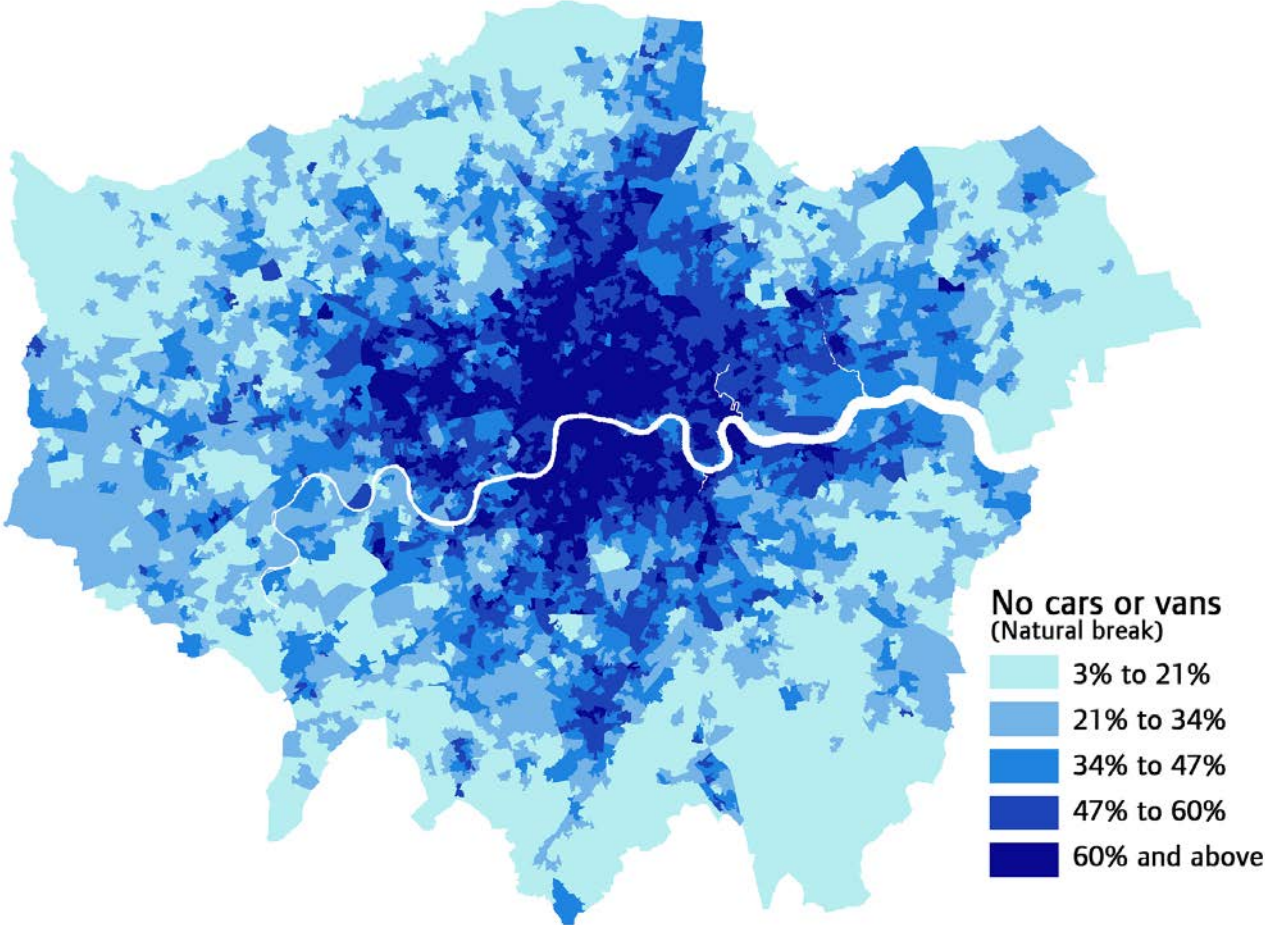 No cars or vans
(Natural break)
3% to 21%
21% to 34%
34% to 47%
47% to 60%
60% and above